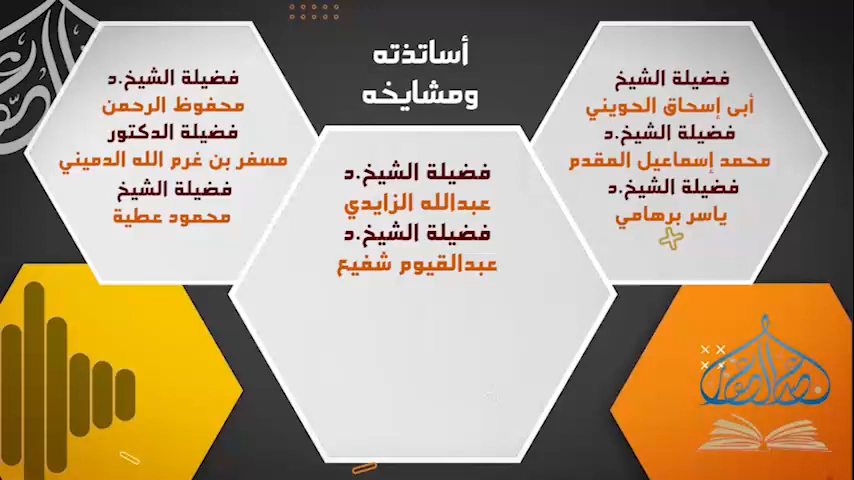 أساتذته
ومشايخه
فضيلة الشيخ
أبى إسحاق الحويني
فضيلة الشيخ.د
محمد إسماعيل المقدم
فضيلة الشيخ.د
ياسر برهامي
فضيلة الشيخ.د
عبدالله الزايدي
فضيلة الشيخ.د
عبدالقيوم شفيع
فضيلة الشيخ.د
محفوظ الرحمن
فضيلة الدكتور
مسفر بن غرم الله الدميني
فضيلة الشيخ
محمود عطية